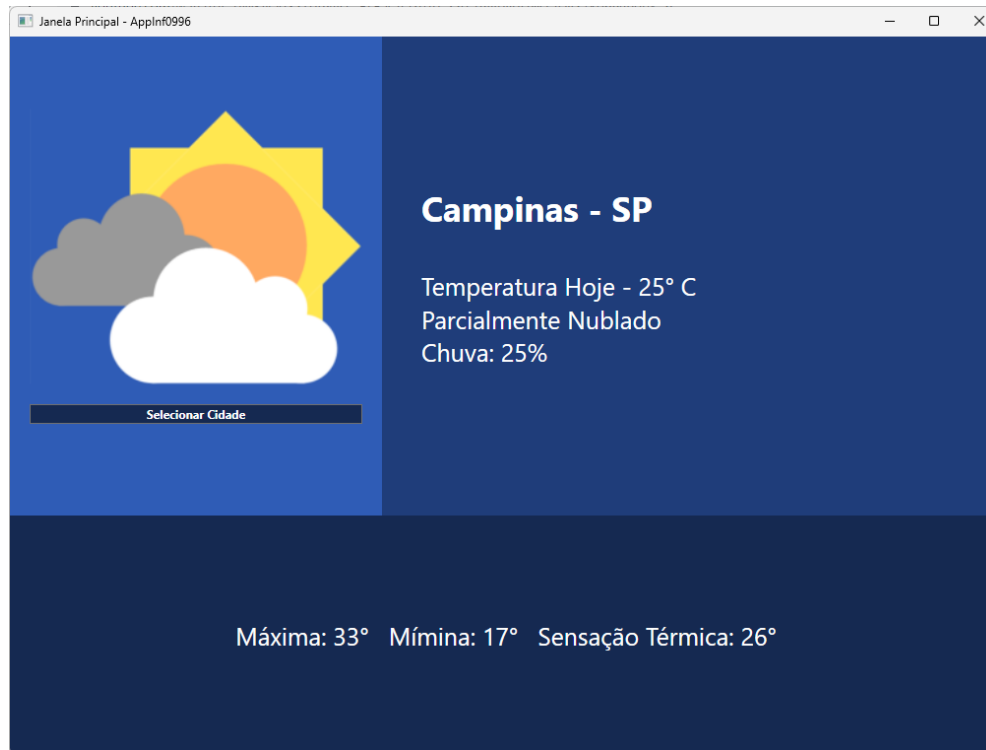 Janela Principal - AppInf0996
Campinas - SP
Temperatura Hoje - 25° C
Parcialmente Nublado
Chuva: 25%
Selecionar Cidade
Máxima: 33° Mímina: 17° Sensação Térmica: 26°